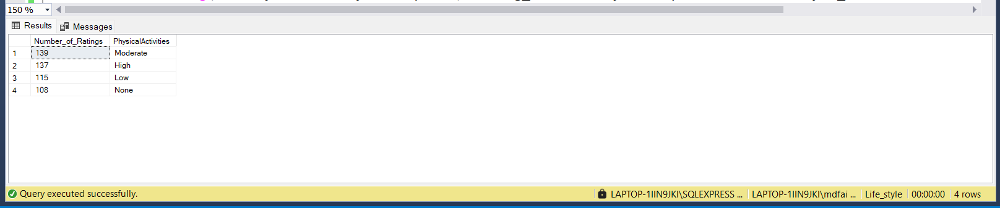 150 %
Results Messages
Number_of_Ratings PhysicalActivities
1 139 Moderate
2 137 High
3 115 Low
4 108 None
Query executed successfully. LAPTOP-1IIN9JKI\SQLEXPRESS ... LAPTOP-1IIN9JKI\mdfai ... Life_style 00:00:00 4 rows